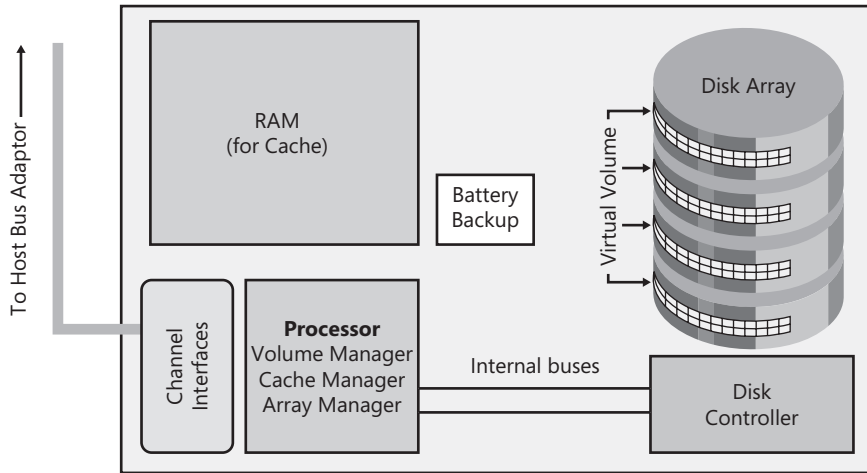 To Host Bus Adaptor
RAM
(for Cache)
Battery
Backup
Virtual Volume
Disk Array
Channel
Interfaces
Processor
Volume Manager
Cache Manager
Array Manager
Internal buses
Disk
Controller